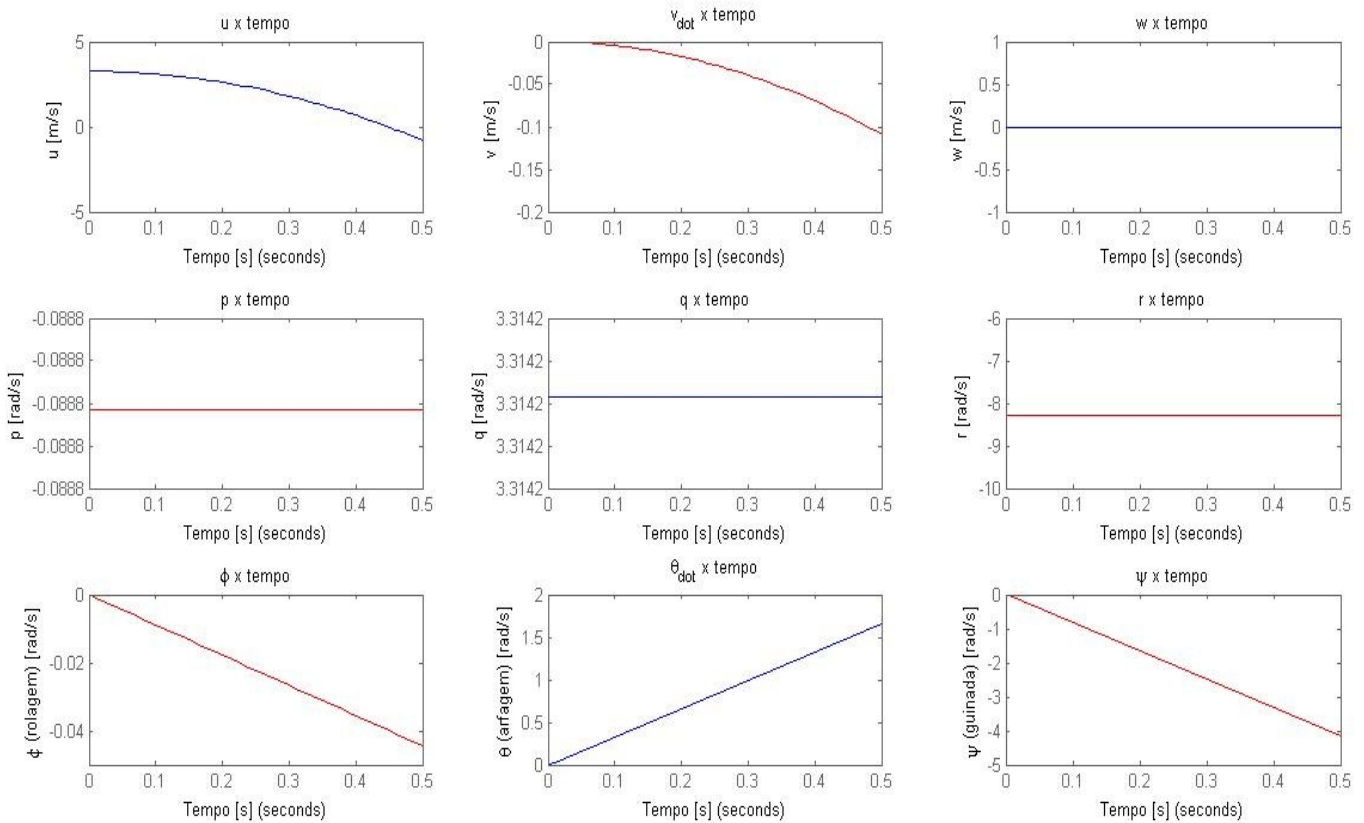 u x tempo
5
0
-5
u [m/s]
0 0.1 0.2 0.3 0.4 0.5
Tempo [s] (seconds)
v_dot x tempo
0
-0.05
-0.1
-0.15
-0.2
v [m/s]
0 0.1 0.2 0.3 0.4 0.5
Tempo [s] (seconds)
w x tempo
1
0.5
0
-0.5
-1
w [m/s]
0 0.1 0.2 0.3 0.4 0.5
Tempo [s] (seconds)
p x tempo
-0.0888
-0.0888
-0.0888
-0.0888
-0.0888
p [rad/s]
0 0.1 0.2 0.3 0.4 0.5
Tempo [s] (seconds)
q x tempo
3.3142
3.3142
3.3142
3.3142
3.3142
q [rad/s]
0 0.1 0.2 0.3 0.4 0.5
Tempo [s] (seconds)
r x tempo
-6
-7
-8
-9
-10
r [rad/s]
0 0.1 0.2 0.3 0.4 0.5
Tempo [s] (seconds)
ϕ x tempo
0
-0.02
-0.04
ϕ (rolagem) [rad/s]
0 0.1 0.2 0.3 0.4 0.5
Tempo [s] (seconds)
θ_dot x tempo
2
1.5
1
0.5
0
θ (arfagem) [rad/s]
0 0.1 0.2 0.3 0.4 0.5
Tempo [s] (seconds)
ψ x tempo
0
-1
-2
-3
-4
-5
ψ (guinada) [rad/s]
0 0.1 0.2 0.3 0.4 0.5
Tempo [s] (seconds)